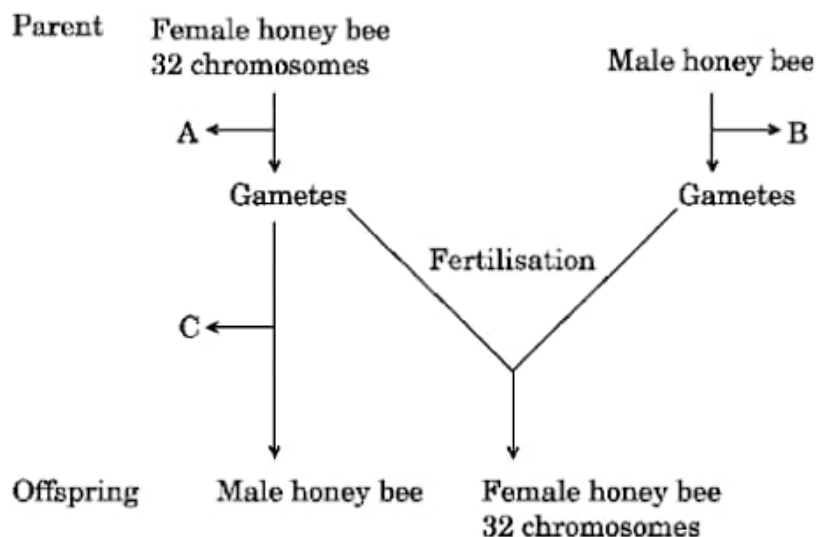 Parent
Female honey bee
32 chromosomes
Male honey bee
A
B
Gametes
Gametes
Fertilisation
C
Offspring
Male honey bee
Female honey bee
32 chromosomes